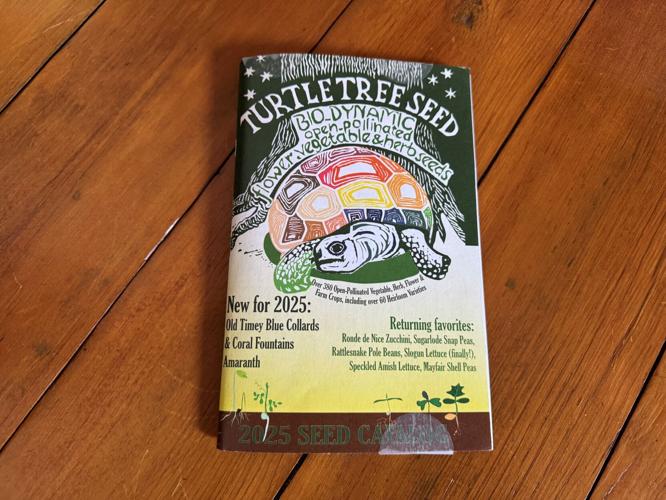 TURTLE TREE SEED
BIO-DYNAMIC
open-pollinated
flower, vegetable & herb seeds
Over 380 Open-Pollinated Vegetable, Herb, Flower &
Farm Crops, including over 60 Heirloom Varieties
New for 2025:
Old Timey Blue Collards
& Coral Fountains
Amaranth
Returning favorites:
Ronde de Nice Zucchini, Sugarlode Snap Peas,
Rattlesnake Pole Beans, Slogun Lettuce (finally!),
Speckled Amish Lettuce, Mayfair Shell Peas
2025 SEED CATALOG